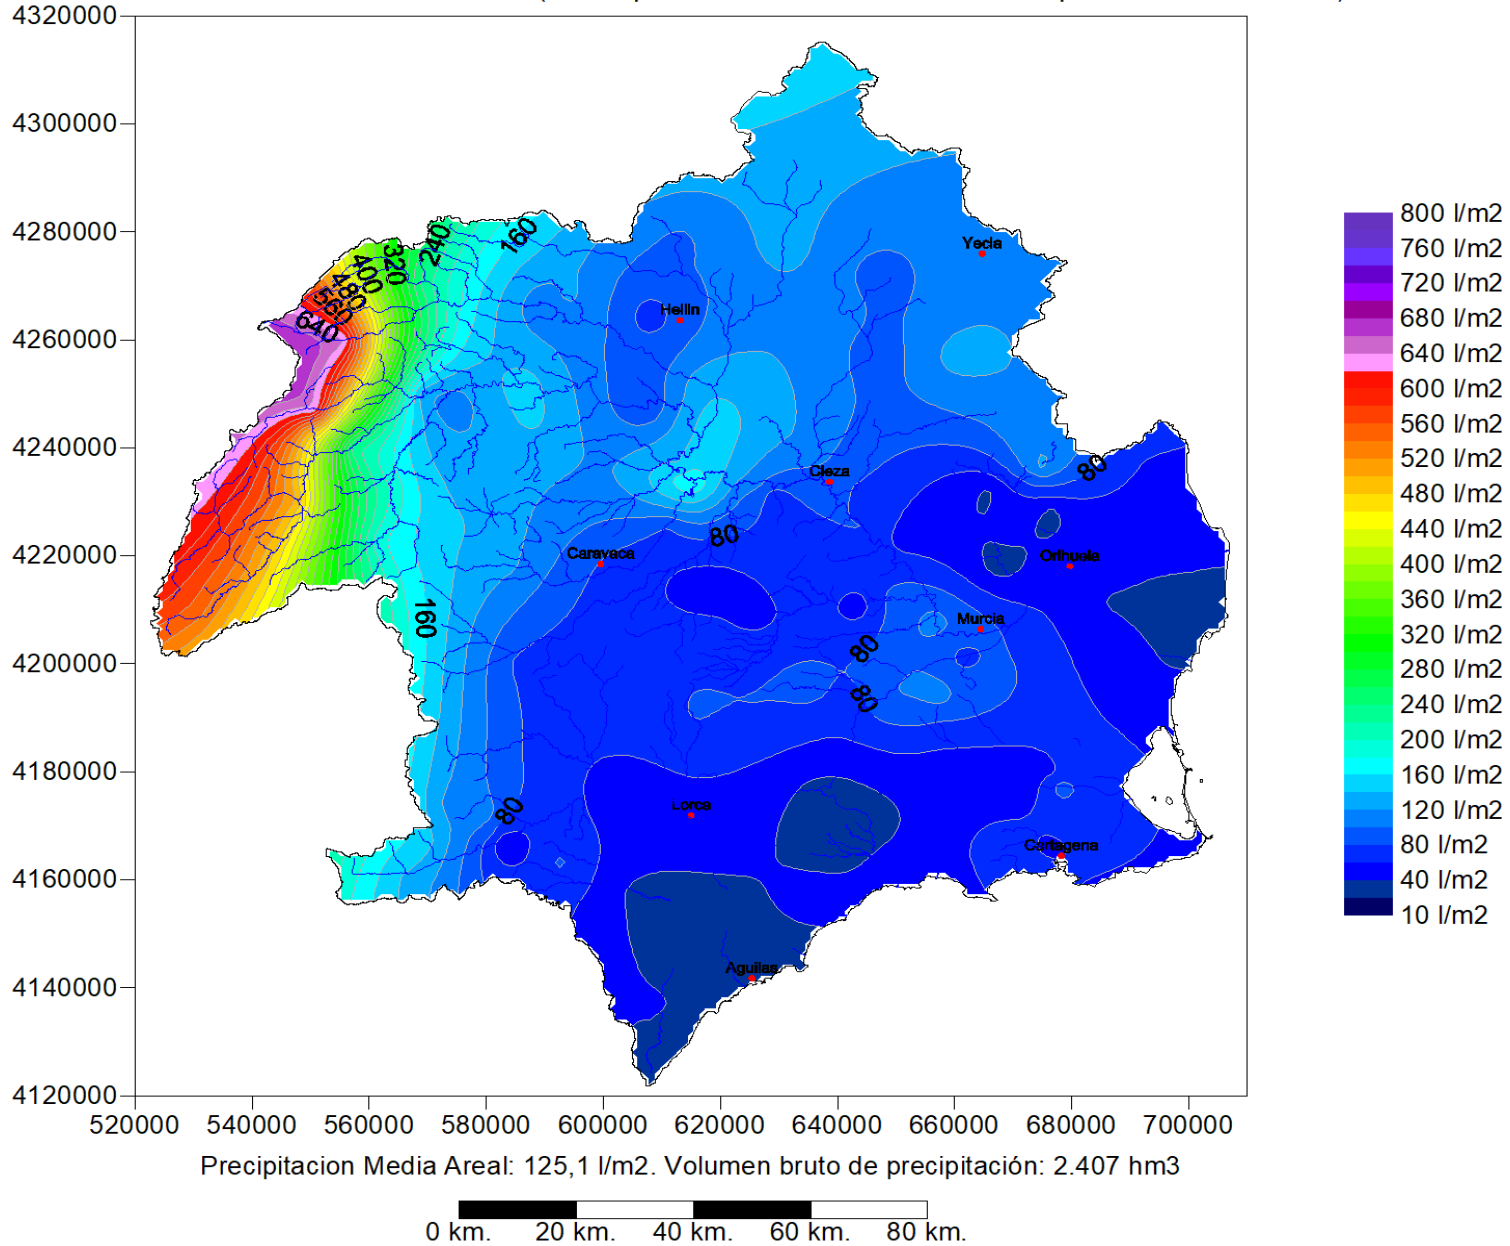 4320000
4300000
4280000
4260000
4240000
4220000
4200000
4180000
4160000
4140000
4120000
520000 540000 560000 580000 600000 620000 640000 660000 680000 700000
640
560
480
400
320
240
160
160
80
80
80
80
80
Yecla
Hellin
Cieza
Caravaca
Orihuela
Murcia
Lorca
Cartagena
Aguilas
800 l/m2
760 l/m2
720 l/m2
680 l/m2
640 l/m2
600 l/m2
560 l/m2
520 l/m2
480 l/m2
440 l/m2
400 l/m2
360 l/m2
320 l/m2
280 l/m2
240 l/m2
200 l/m2
160 l/m2
120 l/m2
80 l/m2
40 l/m2
10 l/m2
Precipitacion Media Areal: 125,1 l/m2. Volumen bruto de precipitación: 2.407 hm3
0 km. 20 km. 40 km. 60 km. 80 km.